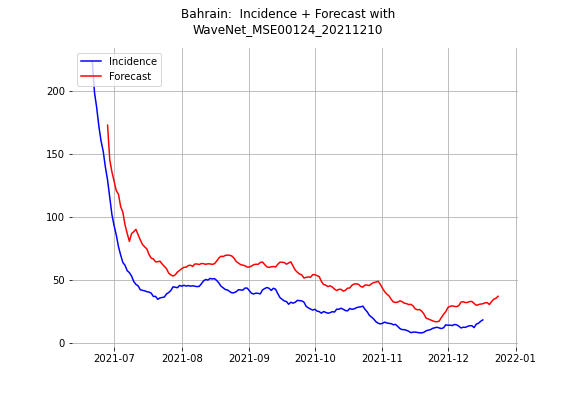 Bahrain:  Incidence + Forecast with
WaveNet_MSE00124_20211210
Incidence
Forecast
200
150
100
50
0
2021-07 2021-08 2021-09 2021-10 2021-11 2021-12 2022-01